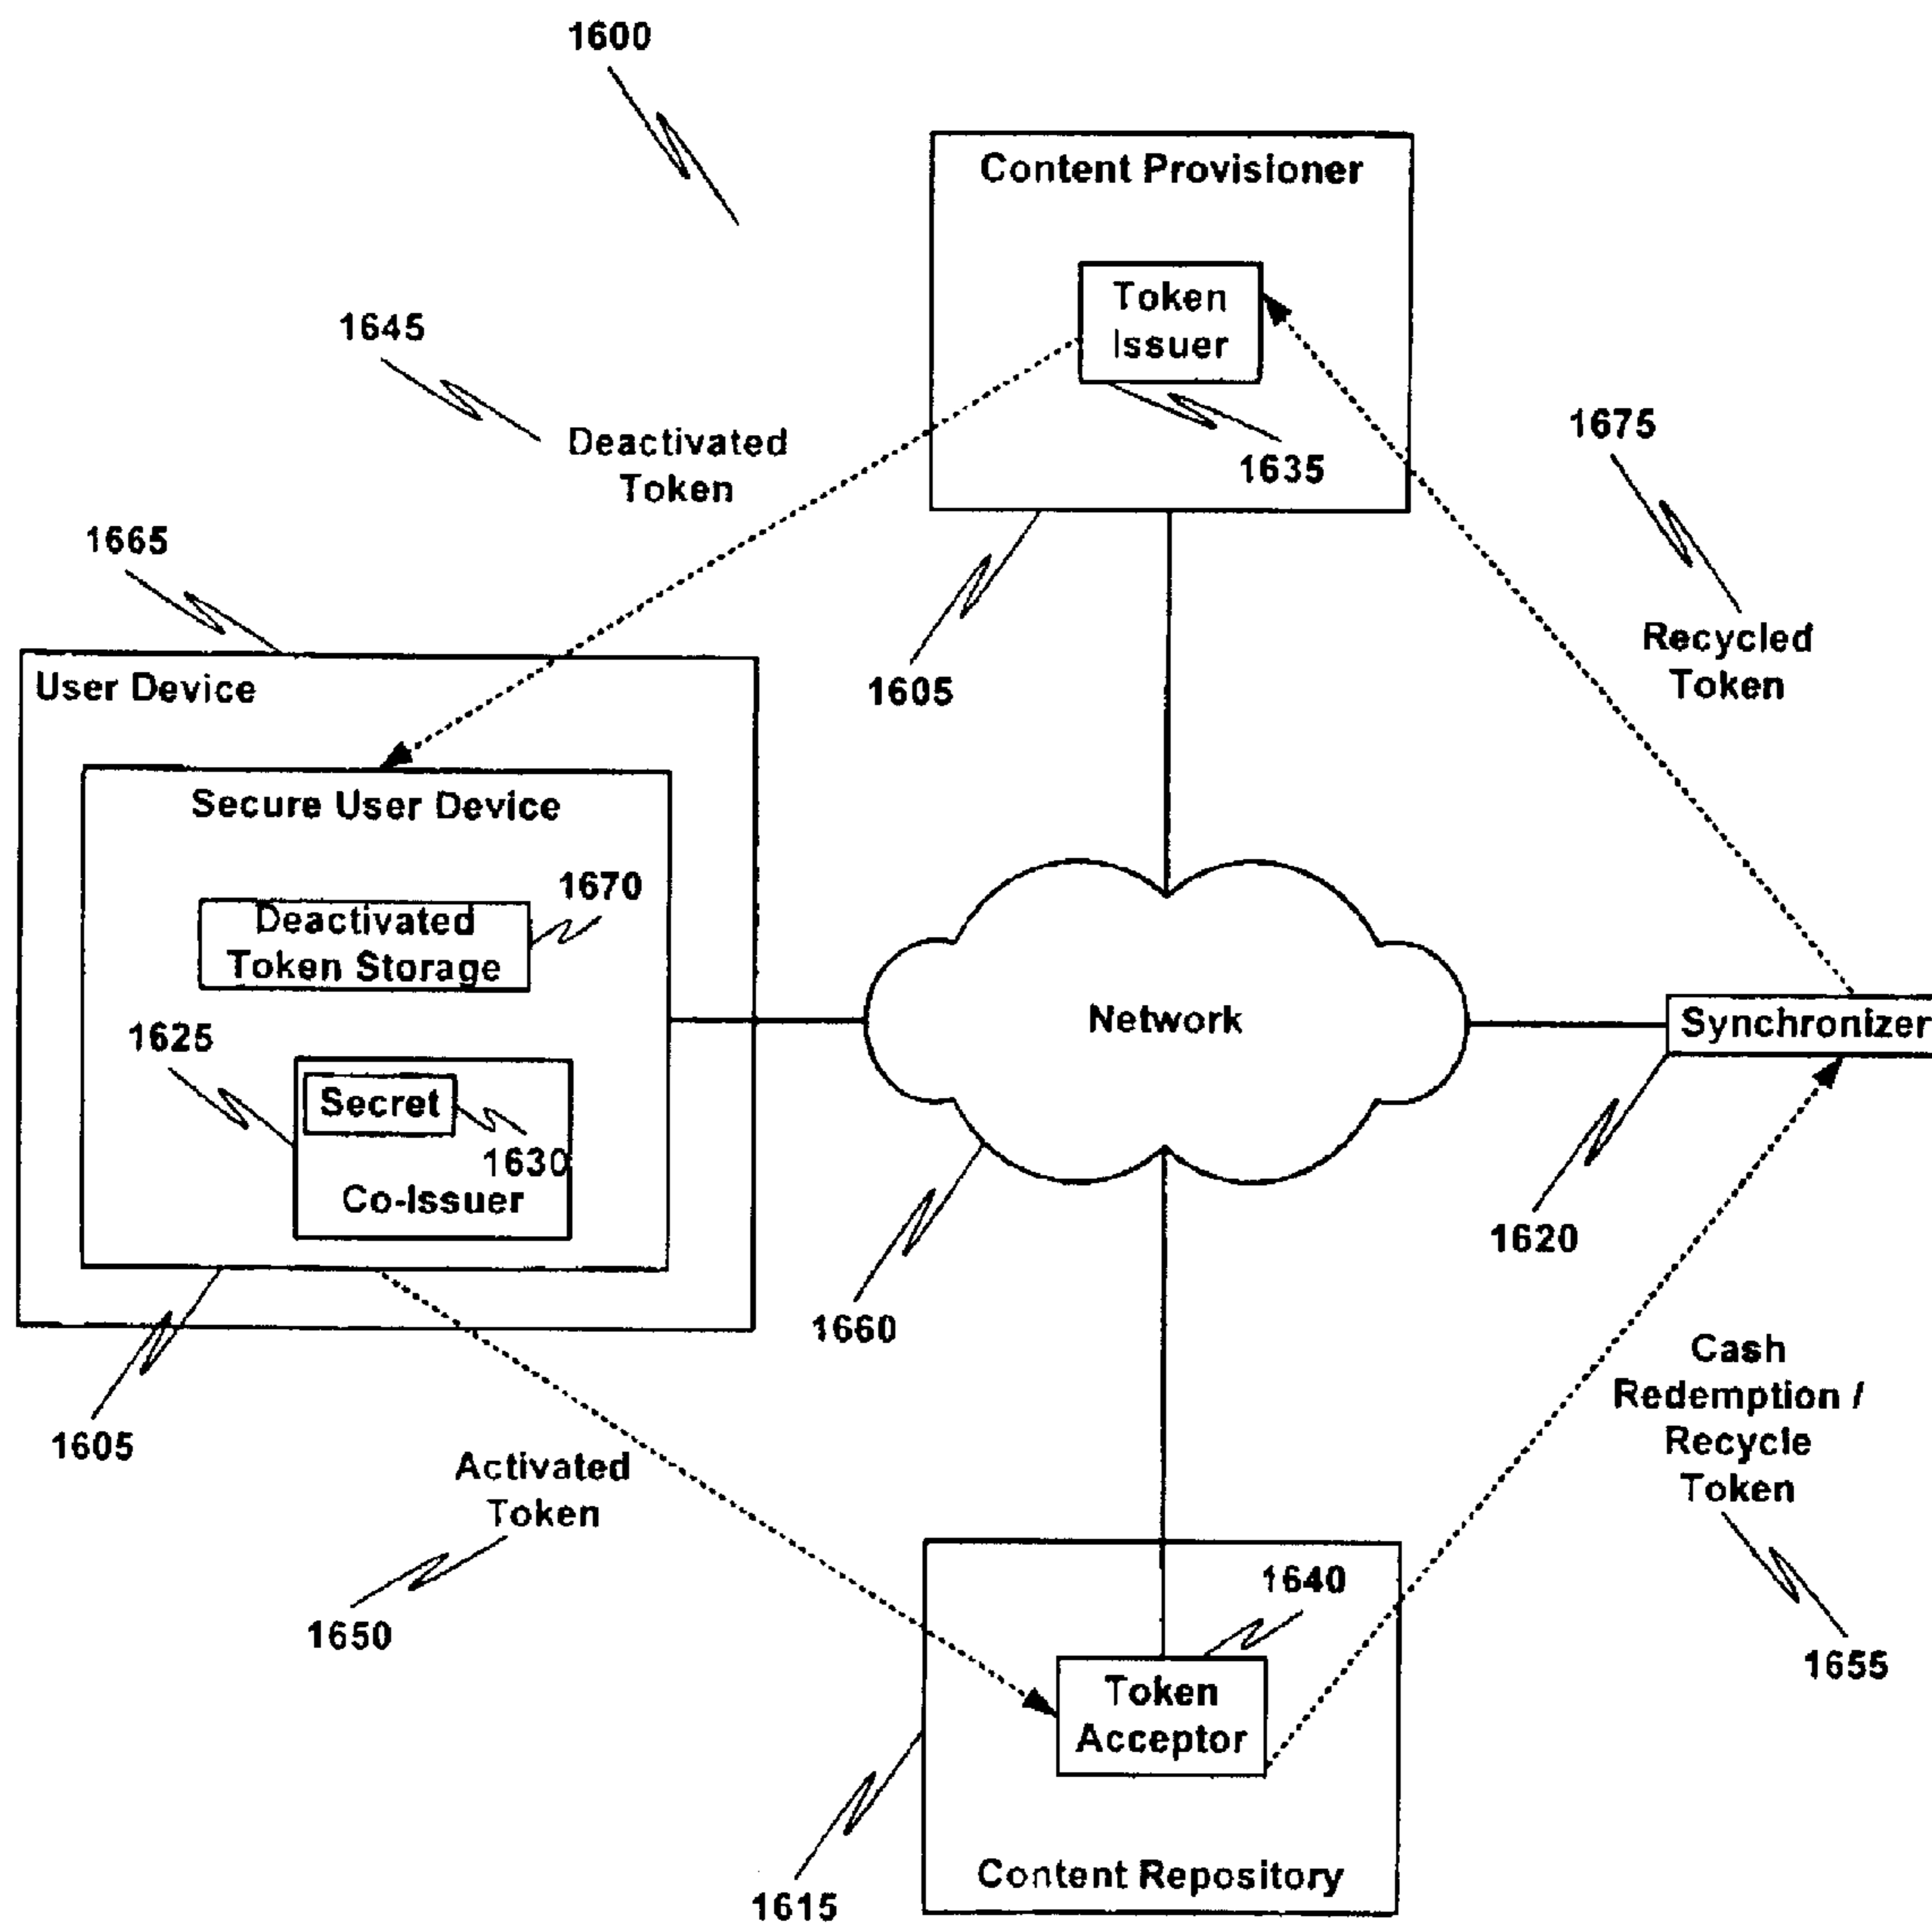 1600
Content Provisioner
Token
Issuer
1645
1675
Deactivated
Token
1635
1665
Recycled
Token
1605
User Device
Secure User Device
1670
Deactivated
Token Storage
1625
Network
Synchronizer
Secret
1630
Co-Issuer
1620
1660
Cash
Redemption /
Recycle
Token
1605
Activated
Token
1640
1650
1655
Token
Acceptor
Content Repository
1615